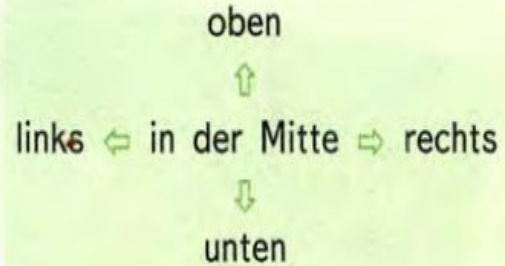 oben
links ⇦ in der Mitte ⇨ rechts
unten